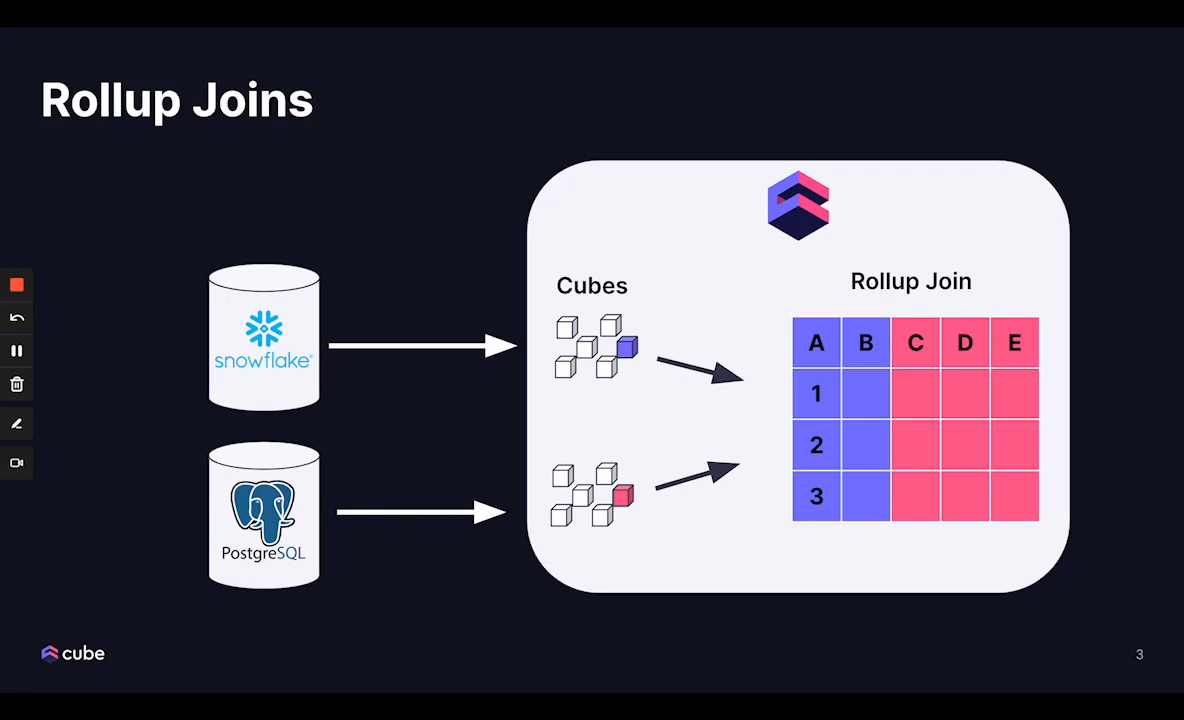 Rollup Joins
snowflake®
PostgreSQL
Cubes
Rollup Join
A B C D E
1
2
3
cube
3